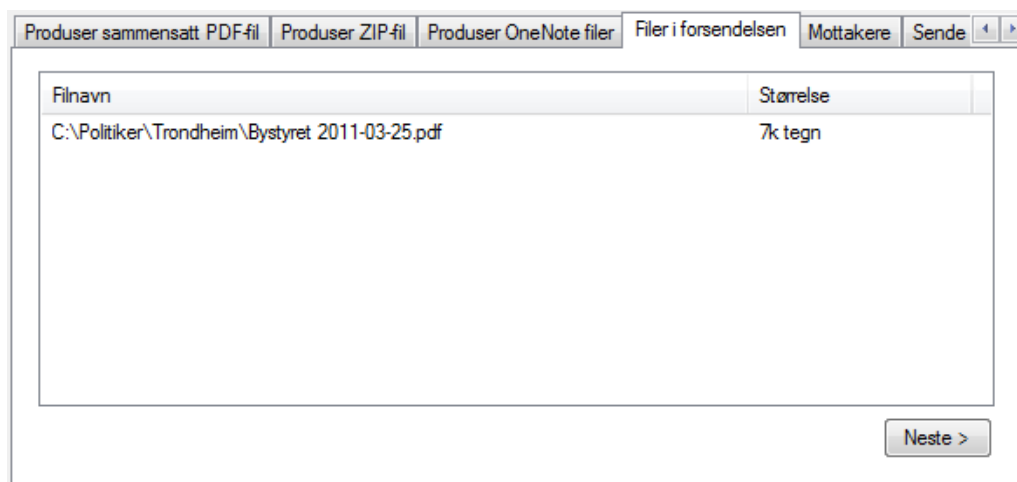 Produser sammensatt PDF-fil Produser ZIP-fil Produser OneNote filer Filer i forsendelsen Mottakere Sende
Filnavn Størrelse
C:\Politiker\Trondheim\Bystyret 2011-03-25.pdf 7k tegn
Neste >